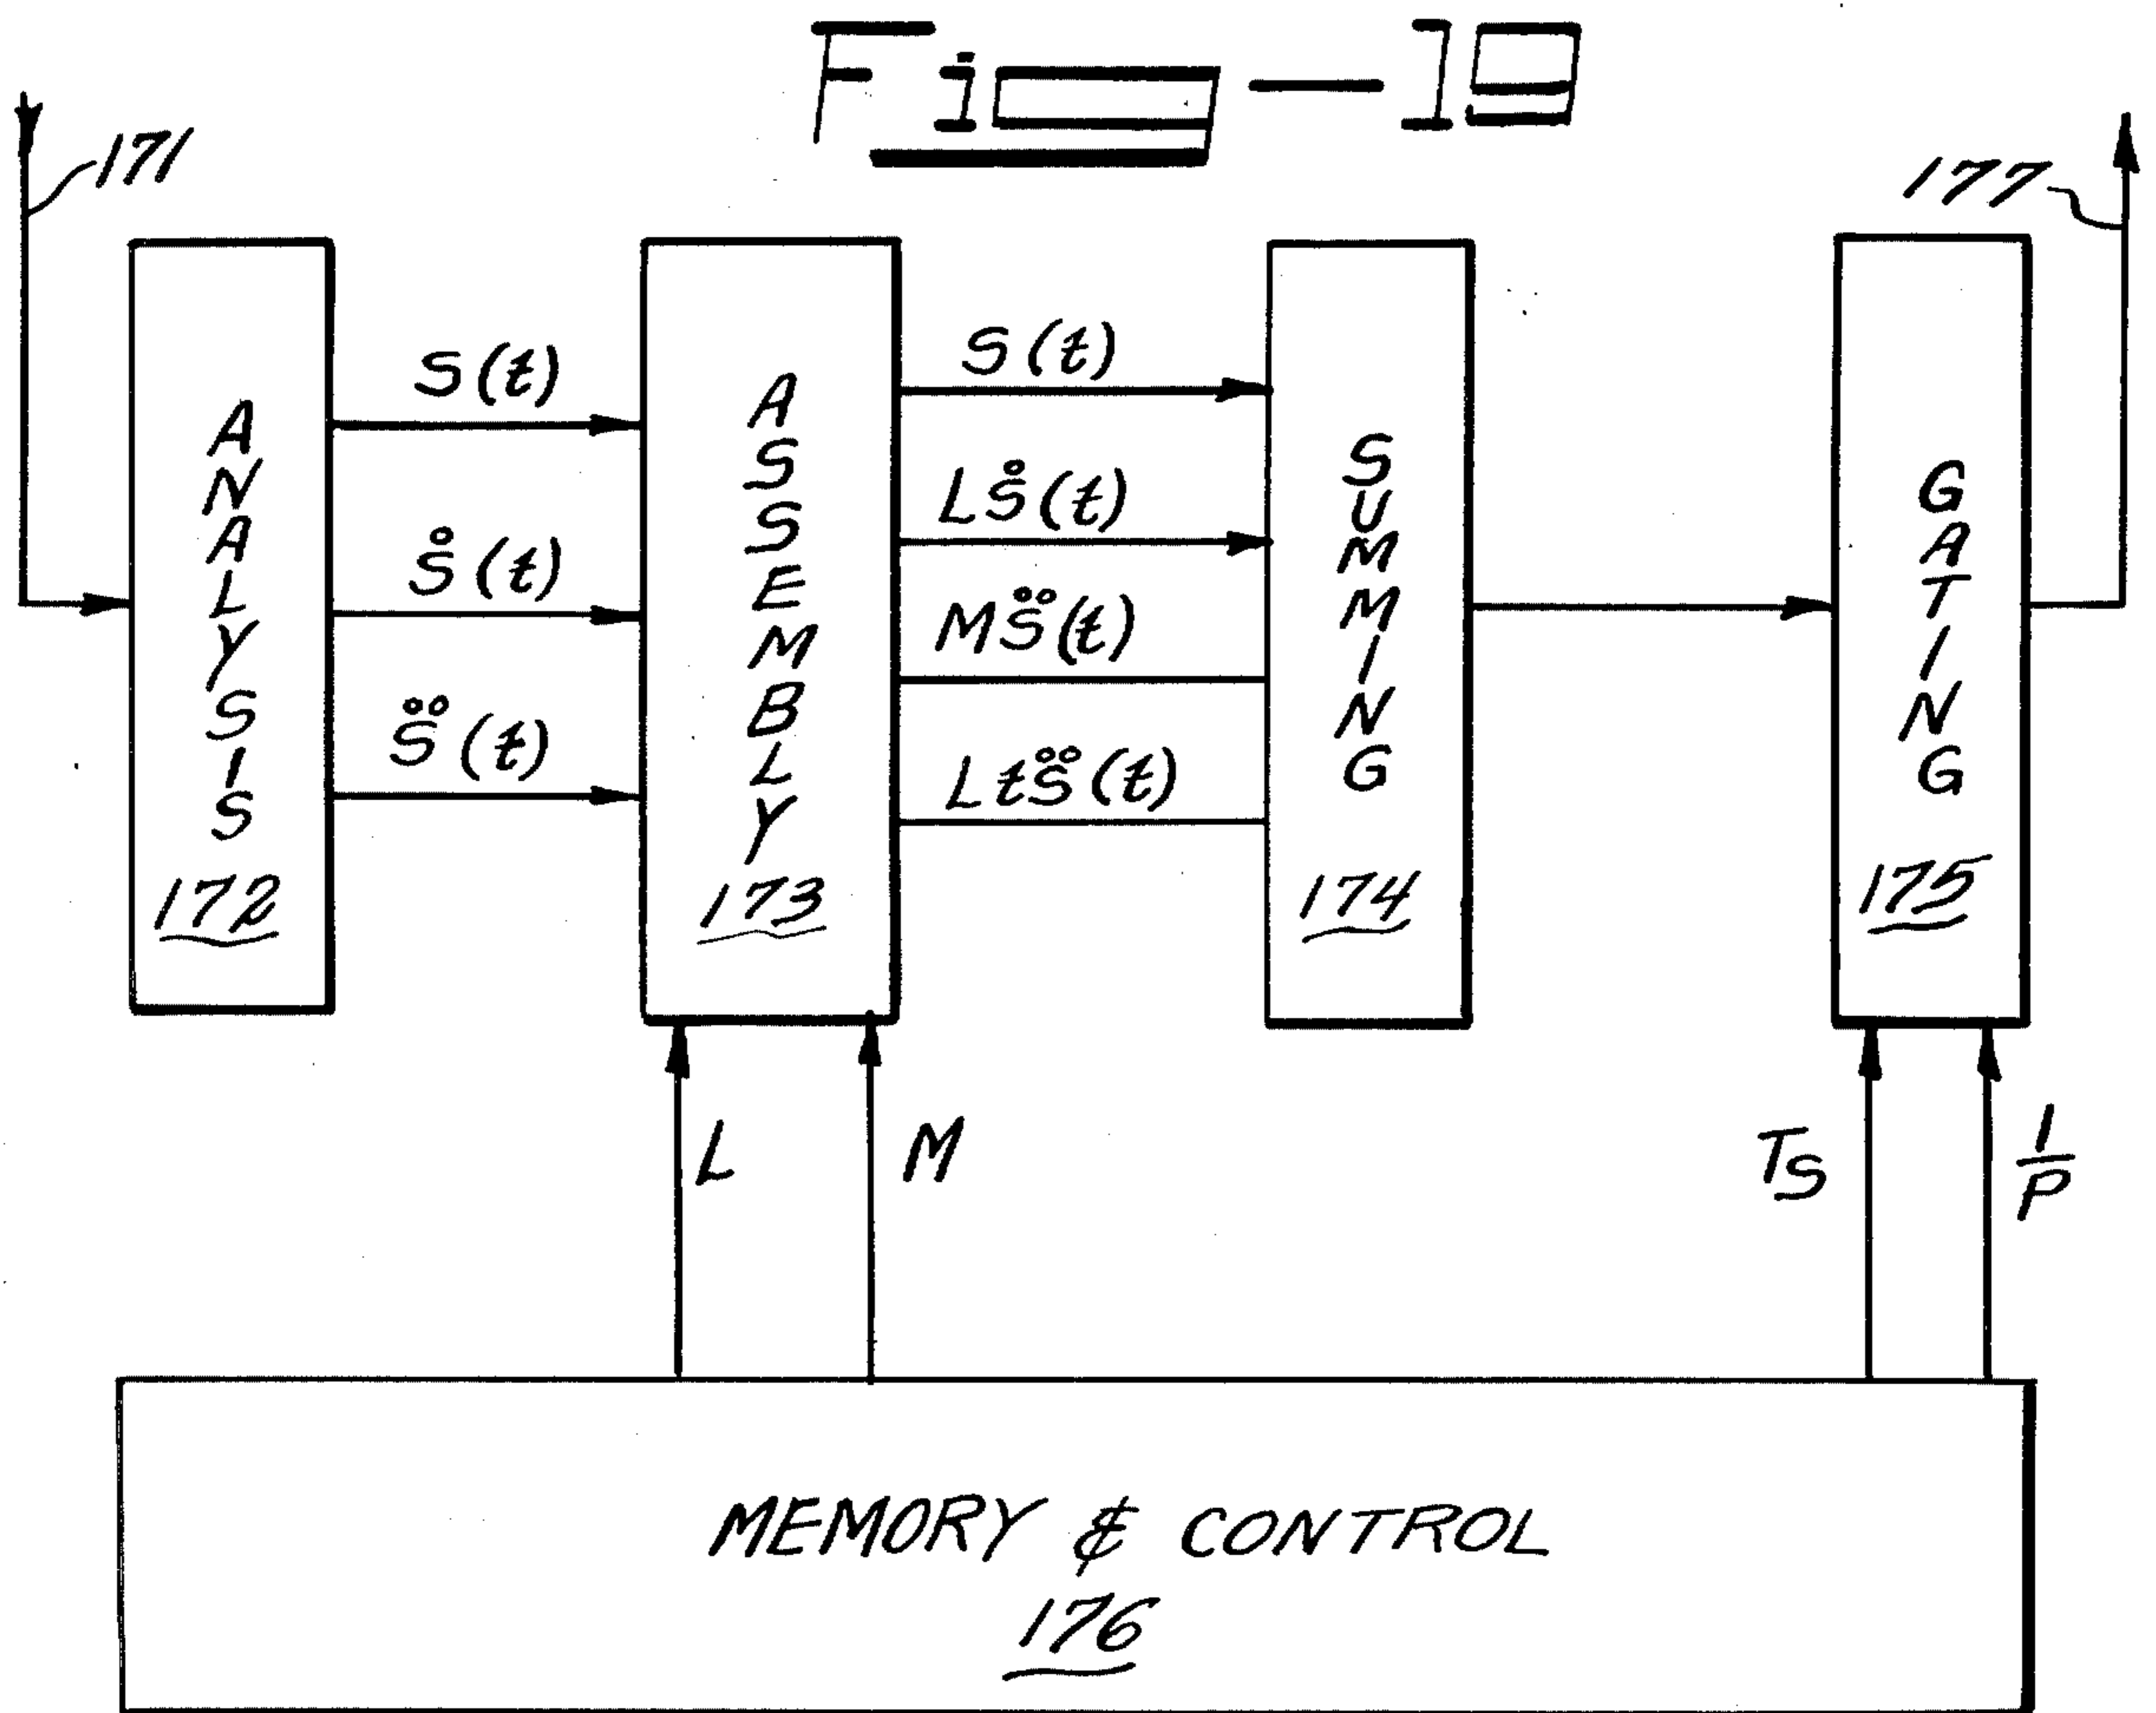 Fig-19
171
177
ANALYSIS
172
S(t)
Ṡ(t)
S̈(t)
ASSEMBLY
173
S(t)
LṠ(t)
MS̈(t)
LtS̈(t)
SUMMING
174
GATING
175
L
M
Ts
1/P
MEMORY & CONTROL
176